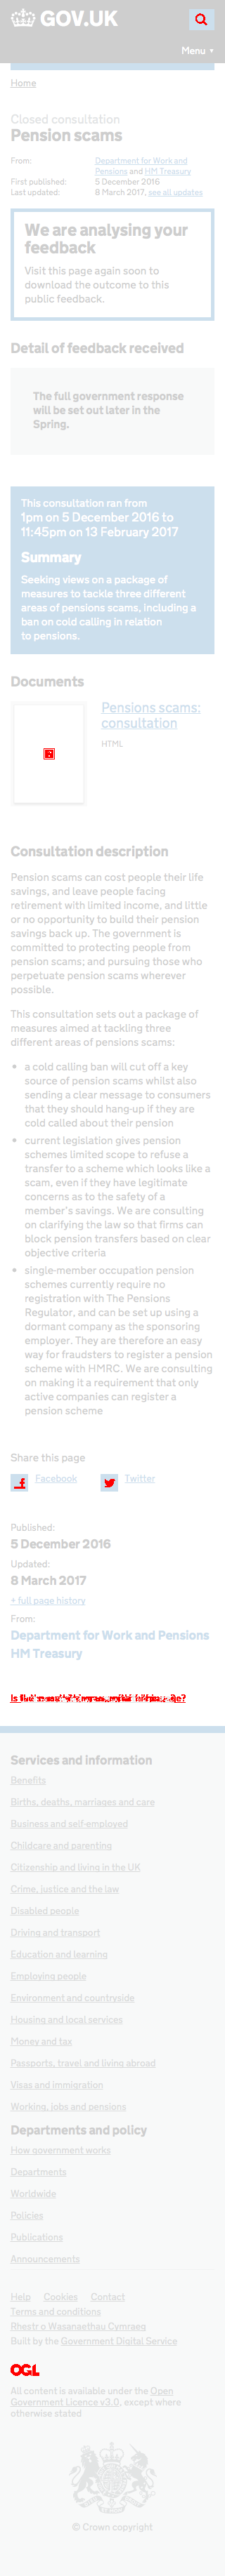 GOV.UK
Menu ▼
Home
Closed consultation
Pension scams
From: Department for Work and
Pensions and HM Treasury
First published: 5 December 2016
Last updated: 8 March 2017, see all updates
We are analysing your
feedback
Visit this page again soon to
download the outcome to this
public feedback.
Detail of feedback received
The full government response
will be set out later in the
Spring.
This consultation ran from
1pm on 5 December 2016 to
11:45pm on 13 February 2017
Summary
Seeking views on a package of
measures to tackle three different
areas of pensions scams, including a
ban on cold calling in relation
to pensions.
Documents
Pensions scams:
consultation
HTML
Consultation description
Pension scams can cost people their life
savings, and leave people facing
retirement with limited income, and little
or no opportunity to build their pension
savings back up. The government is
committed to protecting people from
pension scams; and pursuing those who
perpetuate pension scams wherever
possible.
This consultation sets out a package of
measures aimed at tackling three
different areas of pensions scams:
• a cold calling ban will cut off a key
source of pension scams whilst also
sending a clear message to consumers
that they should hang-up if they are
cold called about their pension
• current legislation gives pension
schemes limited scope to refuse a
transfer to a scheme which looks like a
scam, even if they have legitimate
concerns as to the safety of a
member's savings. We are consulting
on clarifying the law so that firms can
block pension transfers based on clear
objective criteria
• single-member occupation pension
schemes currently require no
registration with The Pensions
Regulator, and can be set up using a
dormant company as the sponsoring
employer. They are therefore an easy
way for fraudsters to register a pension
scheme with HMRC. We are consulting
on making it a requirement that only
active companies can register a
pension scheme
Share this page
Facebook Twitter
Published:
5 December 2016
Updated:
8 March 2017
+ full page history
From:
Department for Work and Pensions
HM Treasury
Services and information
Benefits
Births, deaths, marriages and care
Business and self-employed
Childcare and parenting
Citizenship and living in the UK
Crime, justice and the law
Disabled people
Driving and transport
Education and learning
Employing people
Environment and countryside
Housing and local services
Money and tax
Passports, travel and living abroad
Visas and immigration
Working, jobs and pensions
Departments and policy
How government works
Departments
Worldwide
Policies
Publications
Announcements
Help Cookies Contact
Terms and conditions
Rhestr o Wasanaethau Cymraeg
Built by the Government Digital Service
OGL
All content is available under the Open
Government Licence v3.0, except where
otherwise stated
© Crown copyright